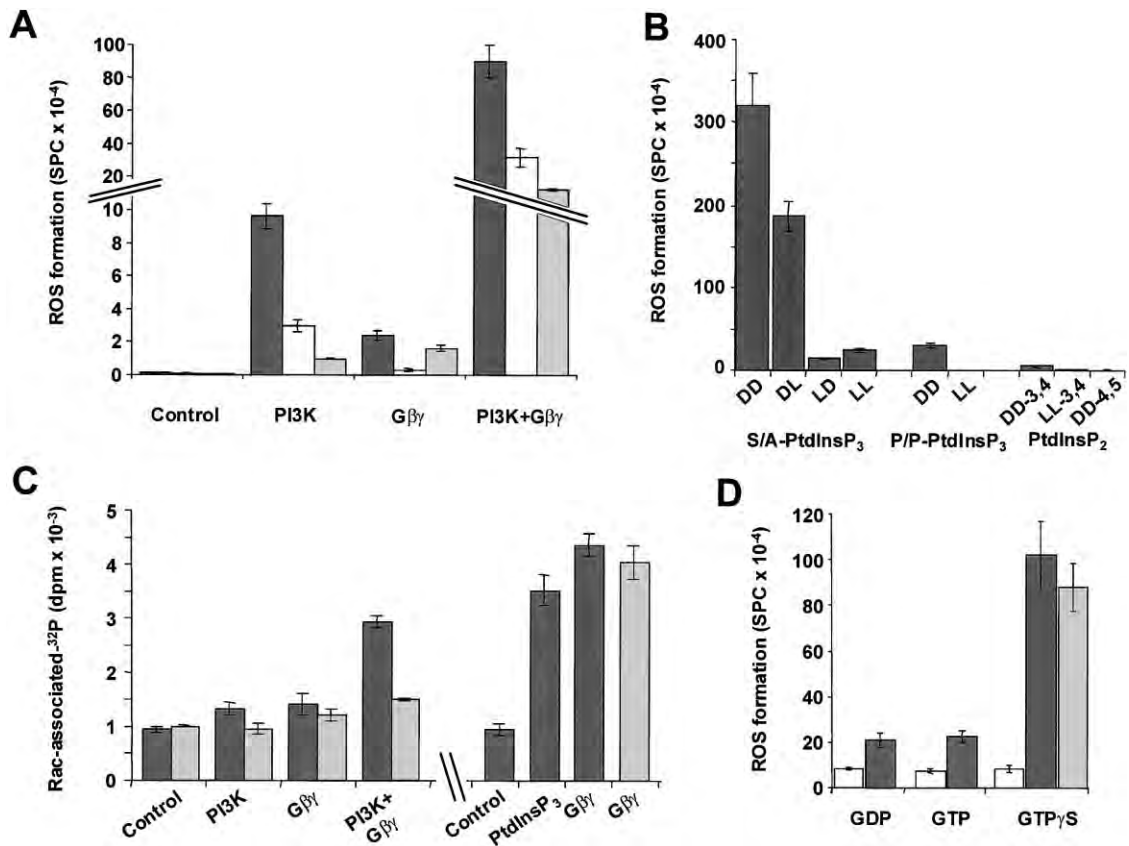 A
ROS formation (SPC x 10⁻⁴)
100
80
60
40
20
10
8
6
4
2
0
Control PI3K Gβγ PI3K+Gβγ
B
ROS formation (SPC x 10⁻⁴)
400
300
200
100
0
DD DL LD LL DD LL DD-3,4 LL-3,4 DD-4,5
S/A-PtdInsP₃ P/P-PtdInsP₃ PtdInsP₂
C
Rac-associated-³²P (dpm x 10⁻³)
5
4
3
2
1
0
Control PI3K Gβγ PI3K+ Gβγ Control PtdInsP₃ Gβγ Gβγ
D
ROS formation (SPC x 10⁻⁴)
120
100
80
60
40
20
0
GDP GTP GTPγS